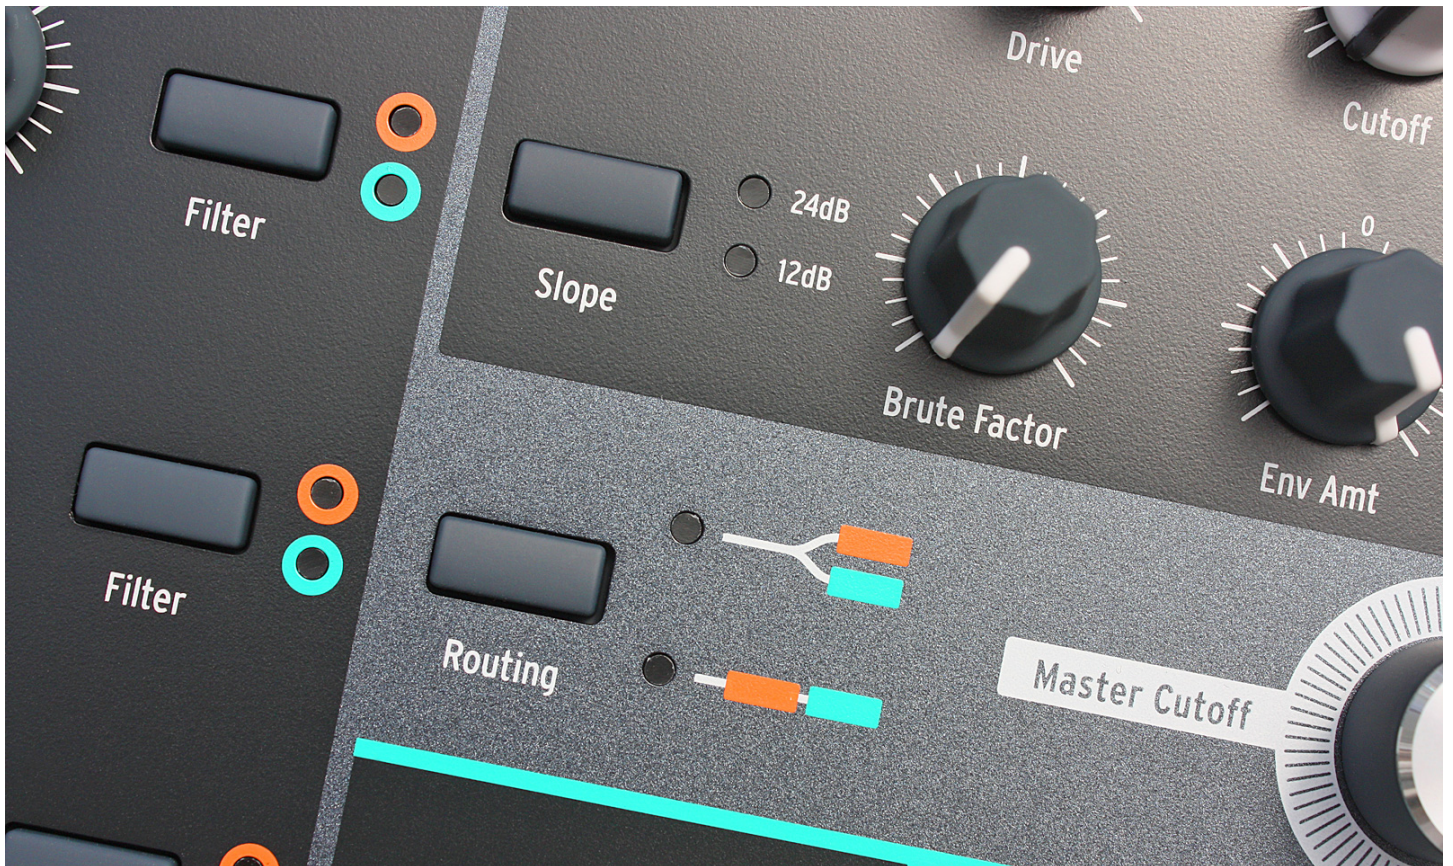 Drive
Cutoff
Filter
24dB
12dB
Slope
0
Brute Factor
Env Amt
Filter
Routing
Master Cutoff